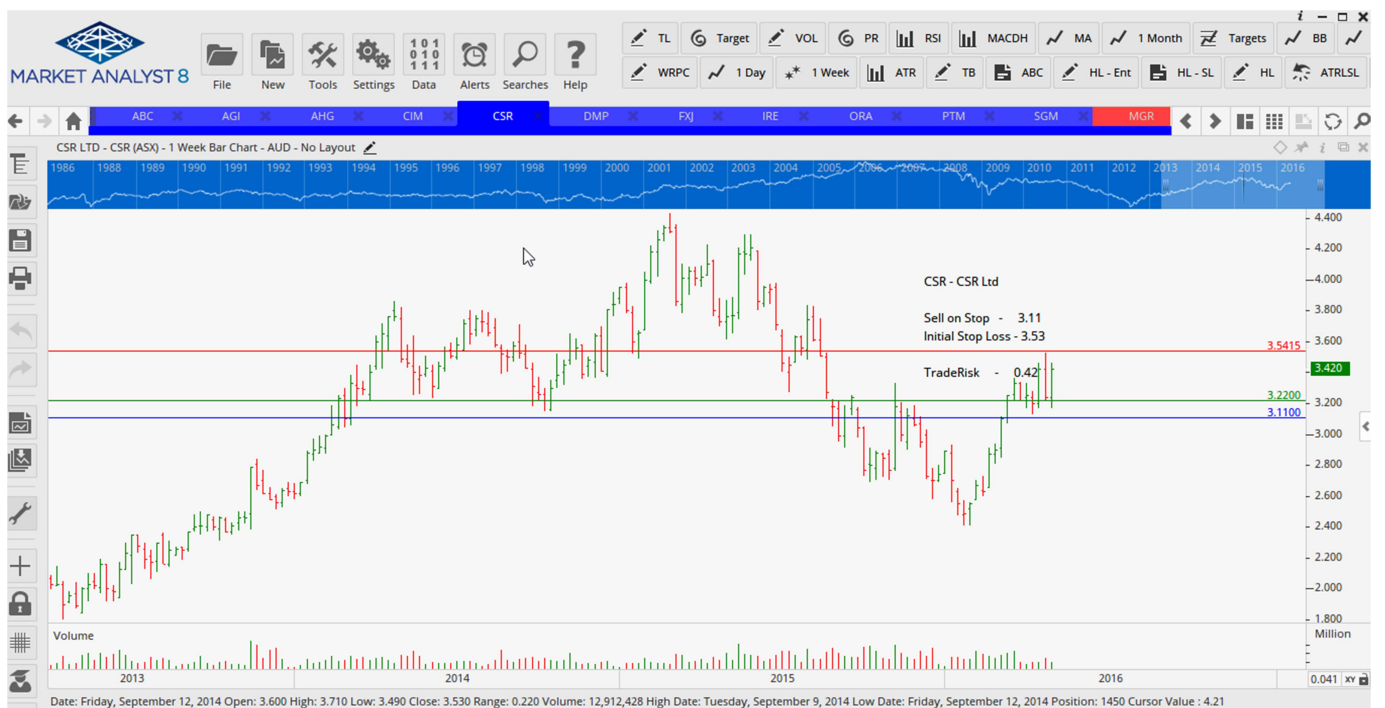 i
MARKET ANALYST 8
File
New
Tools
Settings
101
010
111
Data
Alerts
Searches
?
Help
TL
Target
VOL
PR
RSI
MACDH
MA
1 Month
Targets
BB
WRPC
1 Day
1 Week
ATR
TB
ABC
HL - Ent
HL - SL
HL
ATRLSL
ABC
AGI
AHG
CIM
CSR
DMP
FXJ
IRE
ORA
PTM
SGM
MGR
CSR LTD - CSR (ASX) - 1 Week Bar Chart - AUD - No Layout
i
1986 1988 1989 1990 1991 1992 1993 1994 1995 1996 1997 1998 1999 2000 2001 2002 2003 2004 2005 2006 2007 2008 2009 2010 2011 2012 2013 2014 2015 2016
4.400
4.200
4.000
CSR - CSR Ltd
3.800
Sell on Stop - 3.11
Initial Stop Loss - 3.53
3.600
3.5415
TradeRisk - 0.42
3.420
3.2200
3.200
3.1100
3.000
2.800
2.600
2.400
2.200
2.000
1.800
Volume
Million
2013 2014 2015 2016
0.041 XY
Date: Friday, September 12, 2014 Open: 3.600 High: 3.710 Low: 3.490 Close: 3.530 Range: 0.220 Volume: 12,912,428 High Date: Tuesday, September 9, 2014 Low Date: Friday, September 12, 2014 Position: 1450 Cursor Value : 4.21